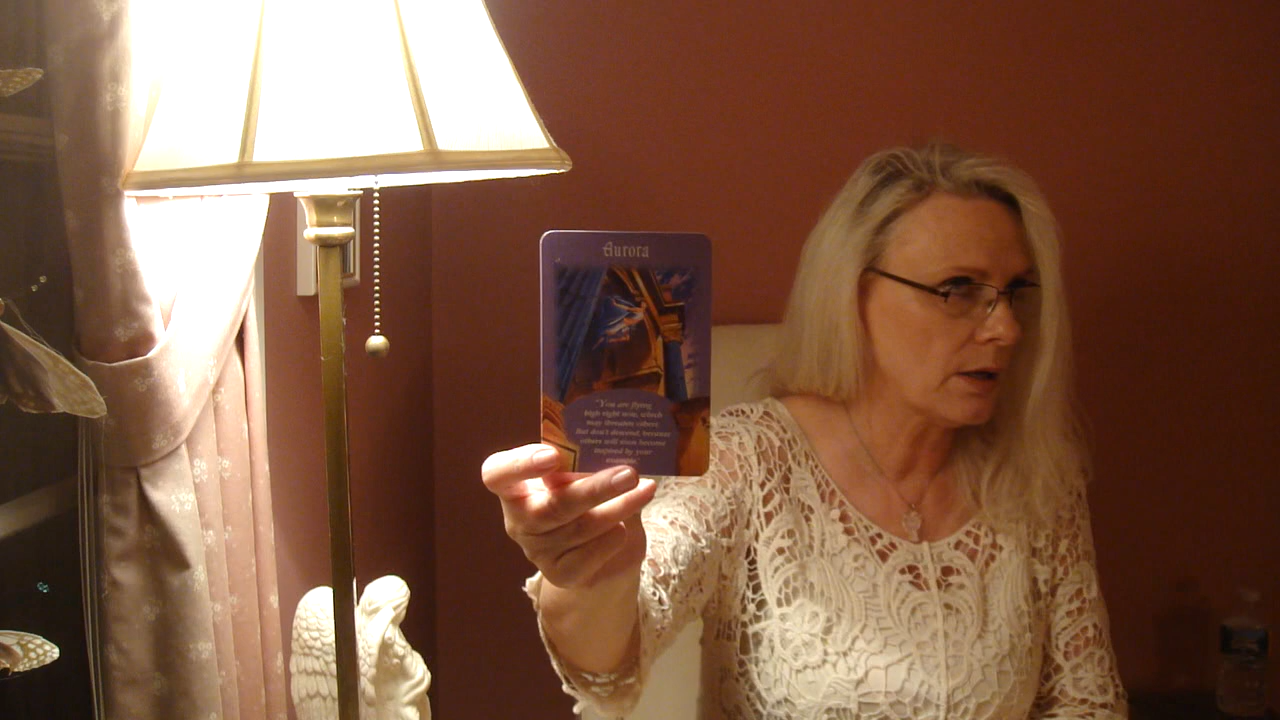 Aurora
"You are flying
high right now, which
may threaten others.
But don't descend, because
others will soon become
inspired by your
example."